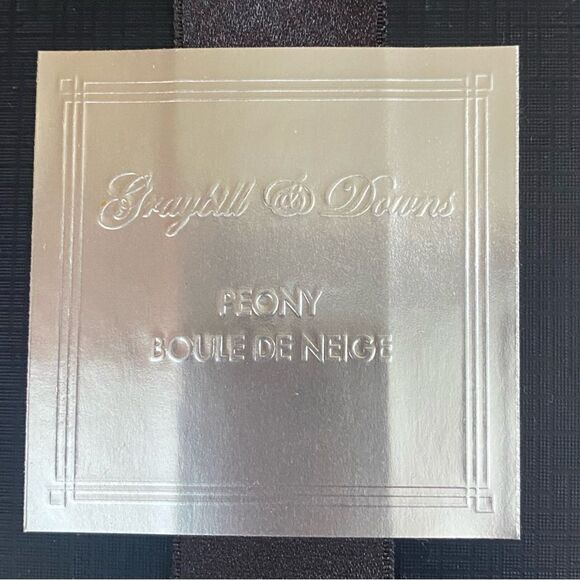 Graybill & Downs
PEONY
BOULE DE NEIGE